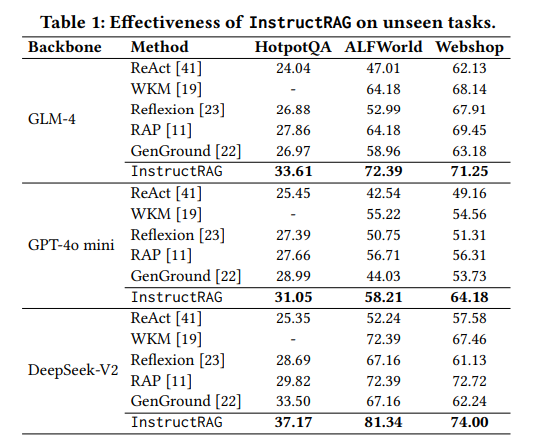 Table 1: Effectiveness of InstructRAG on unseen tasks.
Backbone Method HotpotQA ALFWorld Webshop
GLM-4
ReAct [41] 24.04 47.01 62.13
WKM [19] - 64.18 68.14
Reflexion [23] 26.88 52.99 67.91
RAP [11] 27.86 64.18 69.45
GenGround [22] 26.97 58.96 63.18
InstructRAG 33.61 72.39 71.25
GPT-4o mini
ReAct [41] 25.45 42.54 49.16
WKM [19] - 55.22 54.56
Reflexion [23] 27.39 50.75 51.31
RAP [11] 27.66 56.71 56.31
GenGround [22] 28.99 44.03 53.73
InstructRAG 31.05 58.21 64.18
DeepSeek-V2
ReAct [41] 25.35 52.24 57.58
WKM [19] - 72.39 67.46
Reflexion [23] 28.69 67.16 61.13
RAP [11] 29.82 72.39 72.72
GenGround [22] 33.50 67.16 62.24
InstructRAG 37.17 81.34 74.00